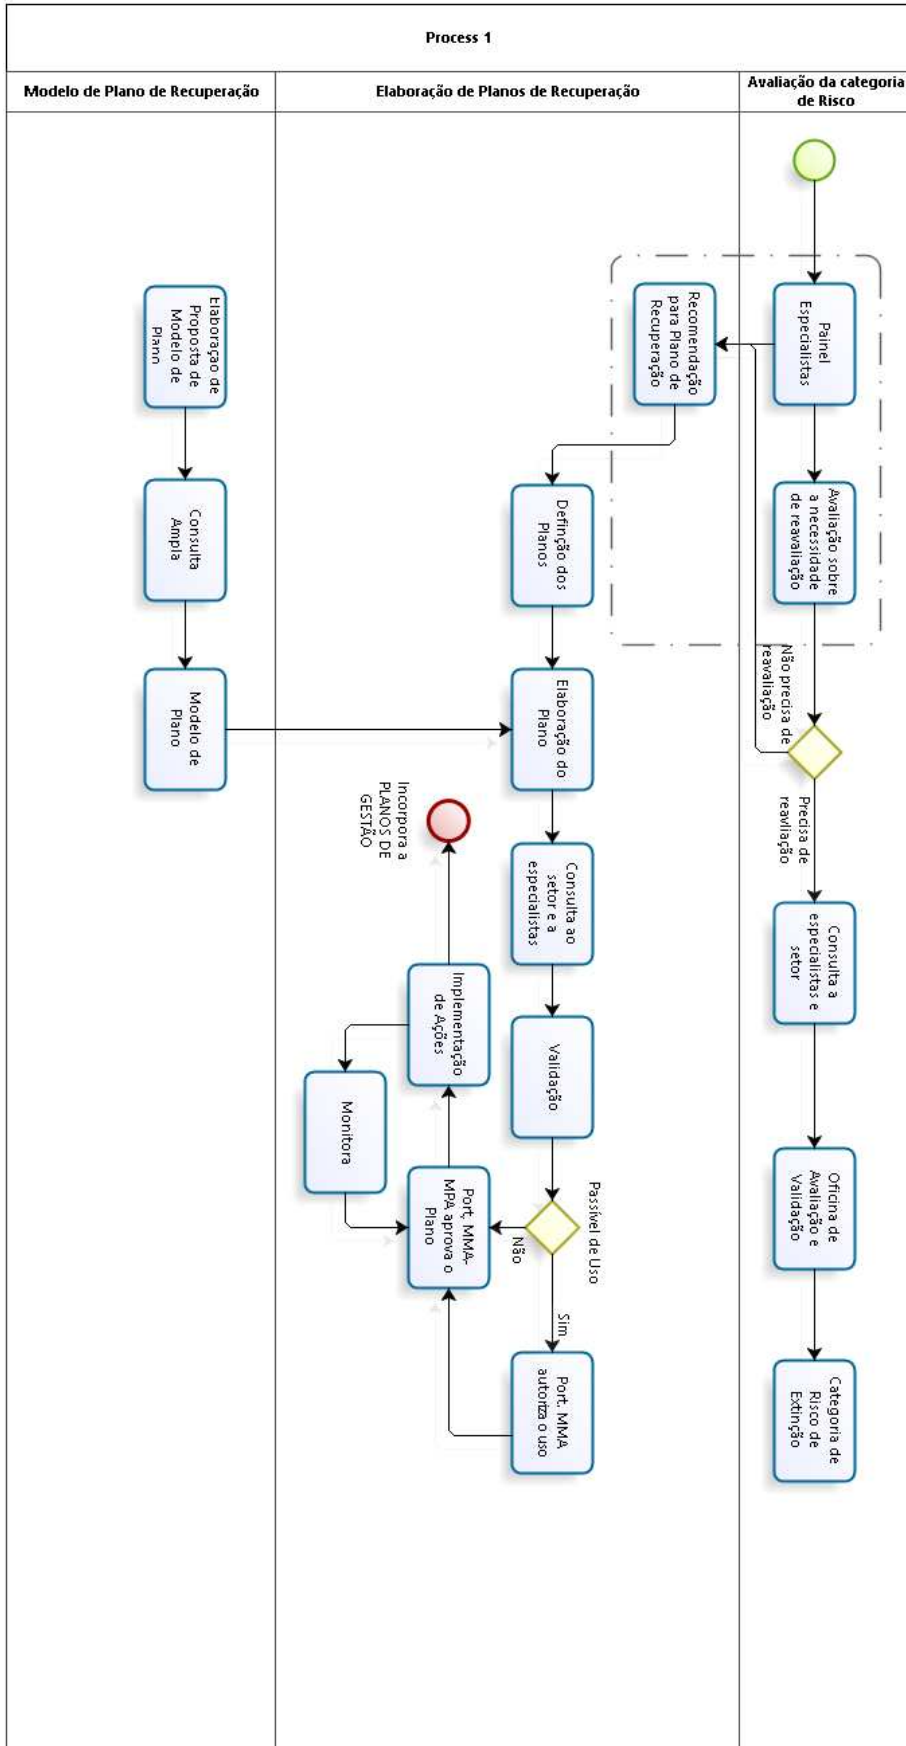 Process 1
Modelo de Plano de Recuperação
Elaboração de Planos de Recuperação
Avaliação da categoria
de Risco
Painel
Especialistas
Avaliação sobre
a necessidade
de reavaliação
Não precisa de
reavaliação
Precisa de
reavliação
Consulta a
especialistas e
setor
Oficina de
Avaliação e
Validação
Categoria de
Risco de
Extinção
Recomendação
para Plano de
Recuperação
Definção dos
Planos
Elaboração do
Plano
Consulta ao
setor e a
especialistas
Validação
Passível de Uso
Sim
Não
Port. MMA
autoriza o uso
Port, MMA-
MPA aprova o
Plano
Implementação
de Ações
Monitora
Incorpora a
PLANOS DE
GESTÃO
Elaboração de
Proposta de
Modelo de
Plano
Consulta
Ampla
Modelo de
Plano